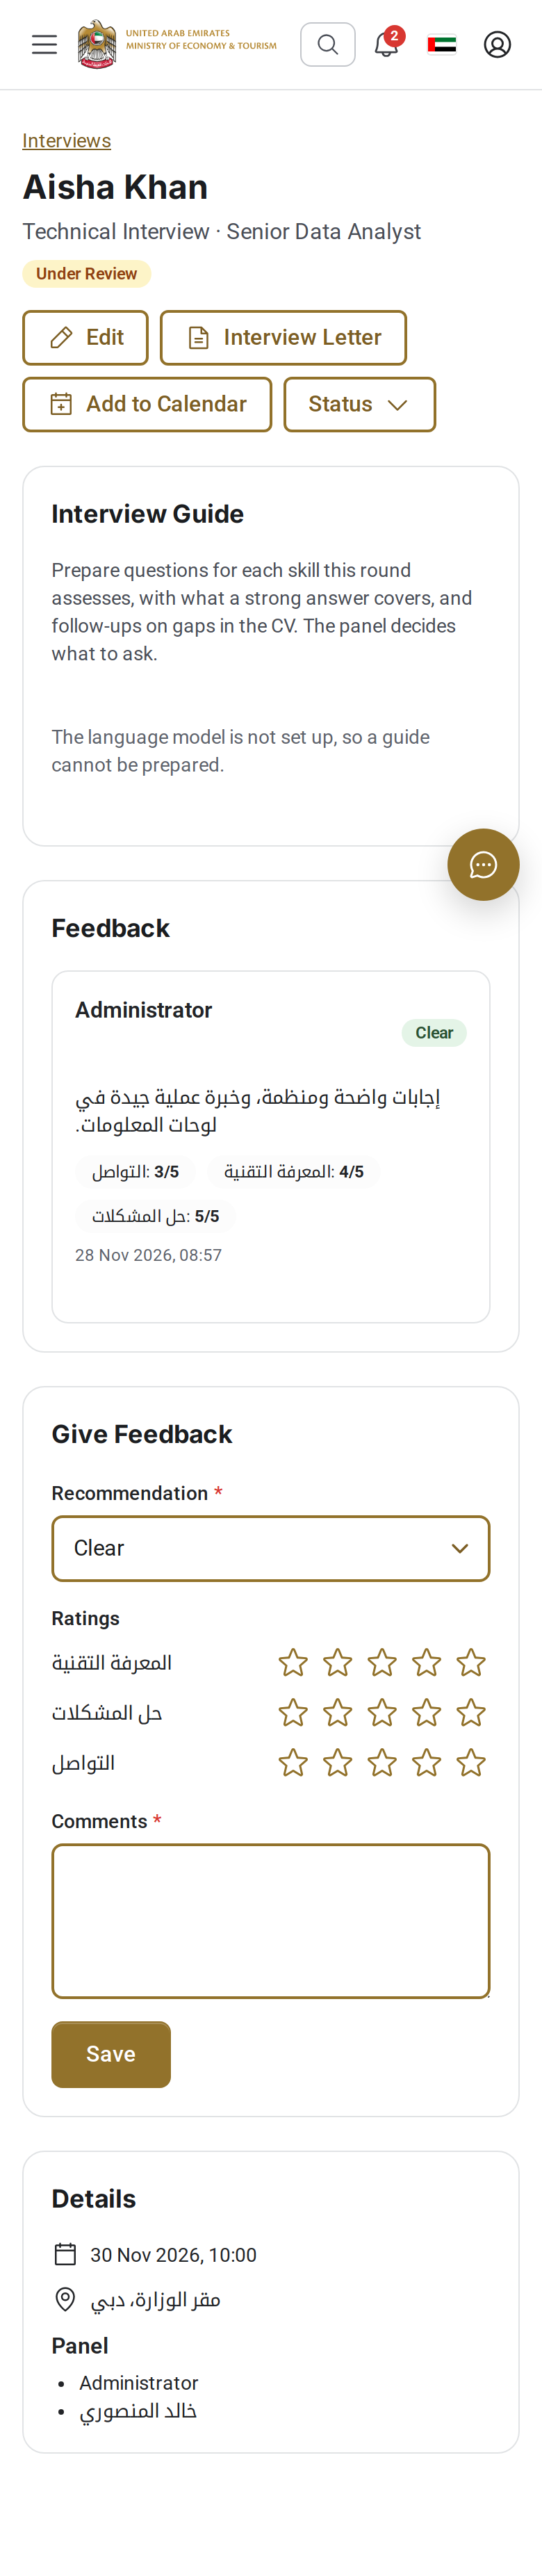 UNITED ARAB EMIRATES
MINISTRY OF ECONOMY & TOURISM
2
Interviews
Aisha Khan
Technical Interview · Senior Data Analyst
Under Review
Edit
Interview Letter
Add to Calendar
Status
Interview Guide
Prepare questions for each skill this round
assesses, with what a strong answer covers, and
follow-ups on gaps in the CV. The panel decides
what to ask.
The language model is not set up, so a guide
cannot be prepared.
Feedback
Administrator
Clear
إجابات واضحة ومنظمة، وخبرة عملية جيدة في
لوحات المعلومات.
التواصل: 3/5
المعرفة التقنية: 4/5
حل المشكلات: 5/5
28 Nov 2026, 08:57
Give Feedback
Recommendation *
Clear
Ratings
المعرفة التقنية
حل المشكلات
التواصل
Comments *
Save
Details
30 Nov 2026, 10:00
مقر الوزارة، دبي
Panel
• Administrator
• خالد المنصوري